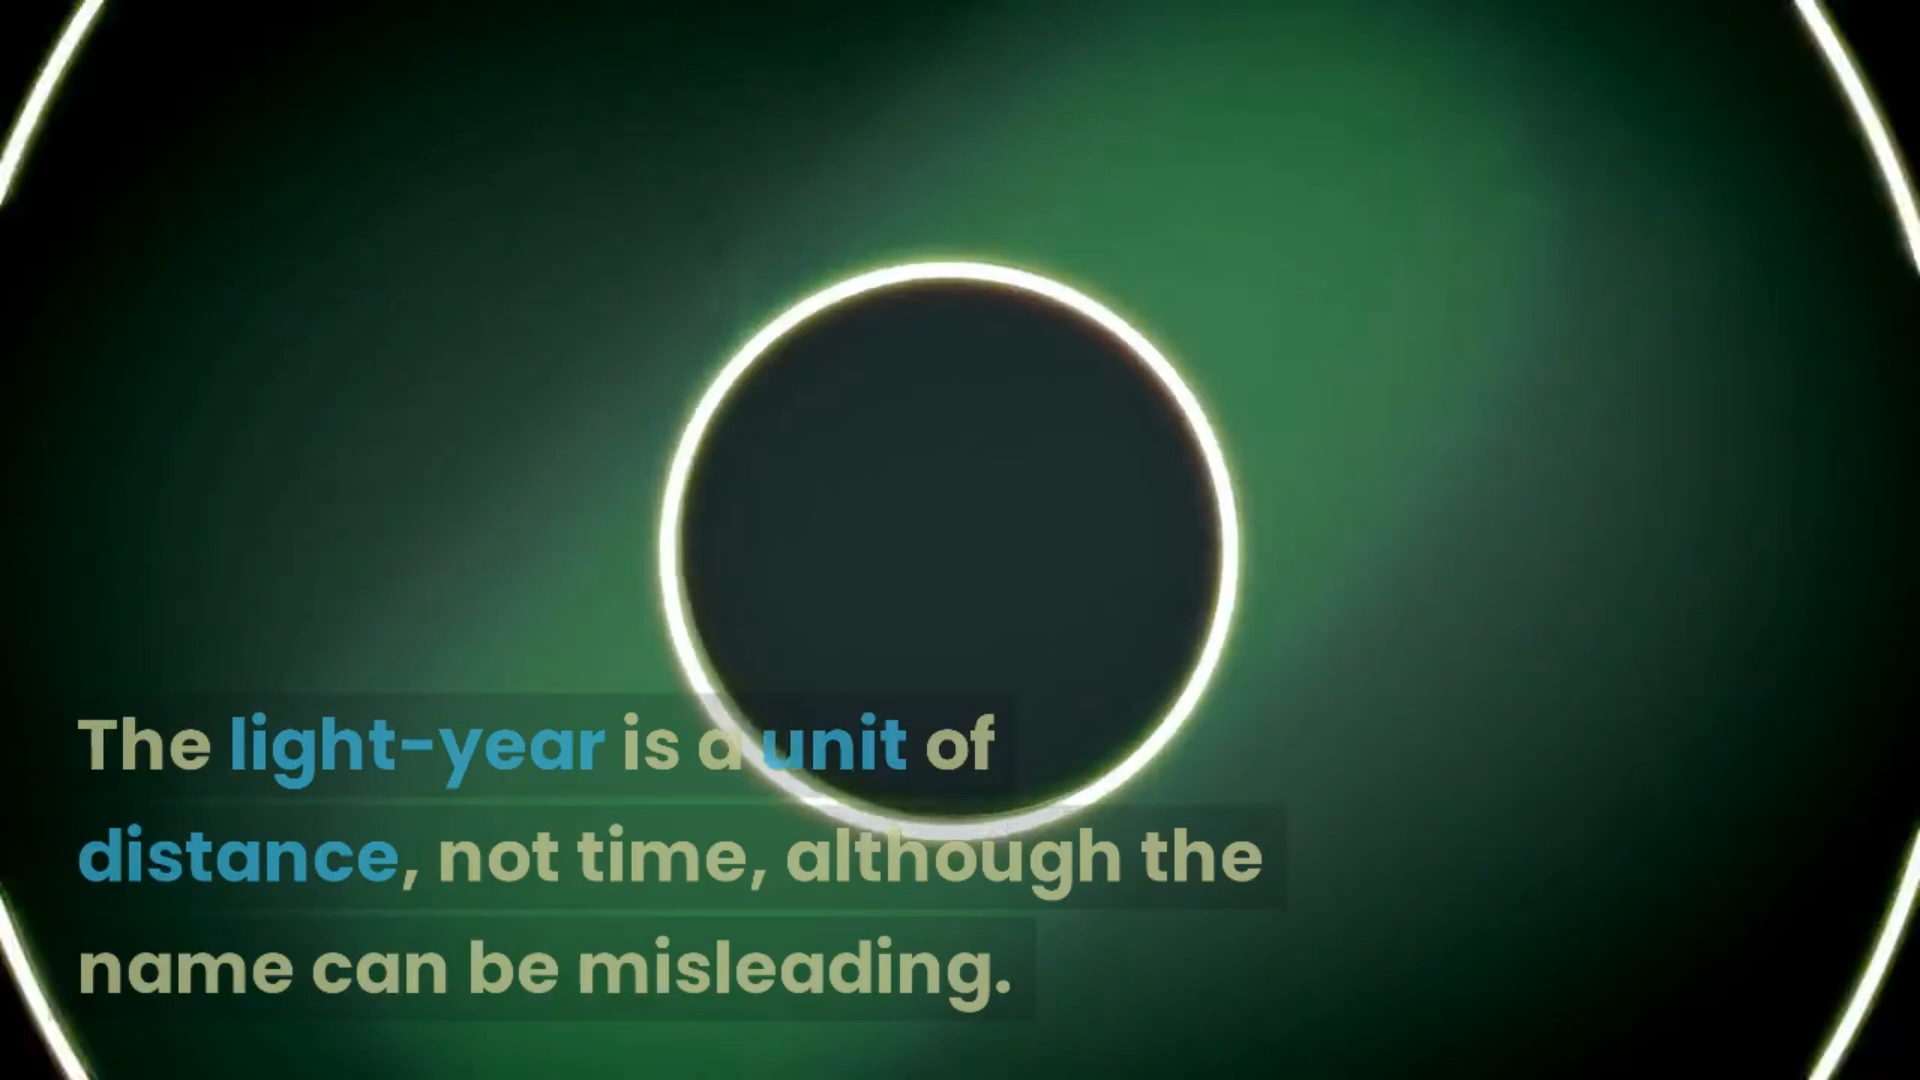 The light-year is a unit of
distance, not time, although the
name can be misleading.